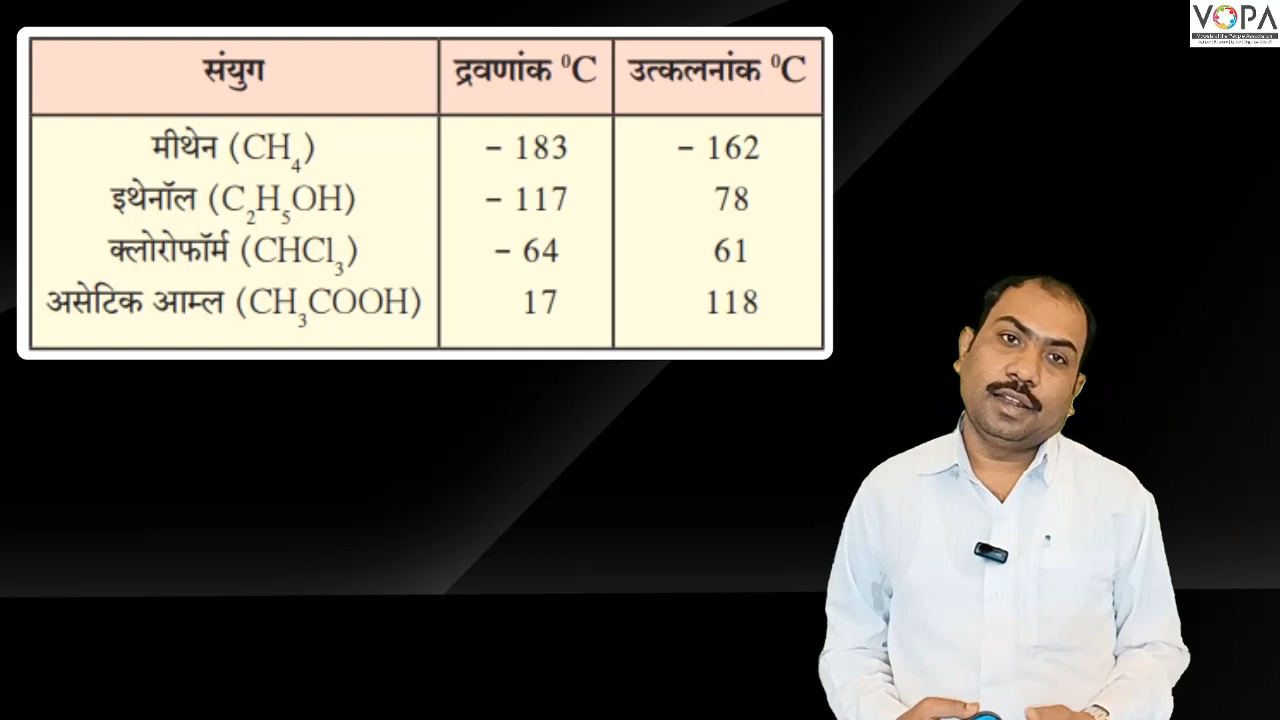 VOPA
संयुग द्रवणांक ⁰C उत्कलनांक ⁰C
मीथेन (CH₄) – 183 – 162
इथेनॉल (C₂H₅OH) – 117 78
क्लोरोफॉर्म (CHCl₃) – 64 61
असेटिक आम्ल (CH₃COOH) 17 118